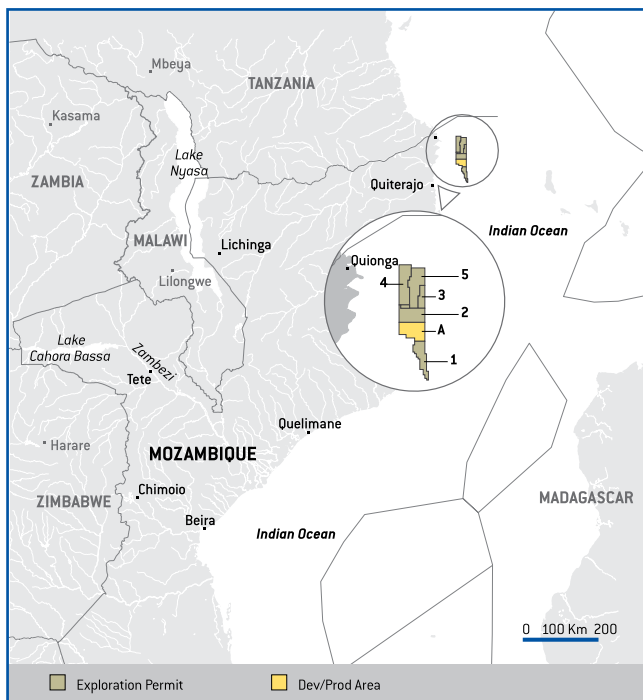 Mbeya
TANZANIA
Kasama
Lake
Nyasa
ZAMBIA
Quiterajo
MALAWI
Lichinga
Indian Ocean
Quionga
Lilongwe
5
4
3
2
A
1
Lake
Cahora Bassa
Zambezi
Tete
Quelimane
Harare
MOZAMBIQUE
Chimoio
ZIMBABWE
MADAGASCAR
Beira
Indian Ocean
0 100 Km 200
Exploration Permit
Dev/Prod Area